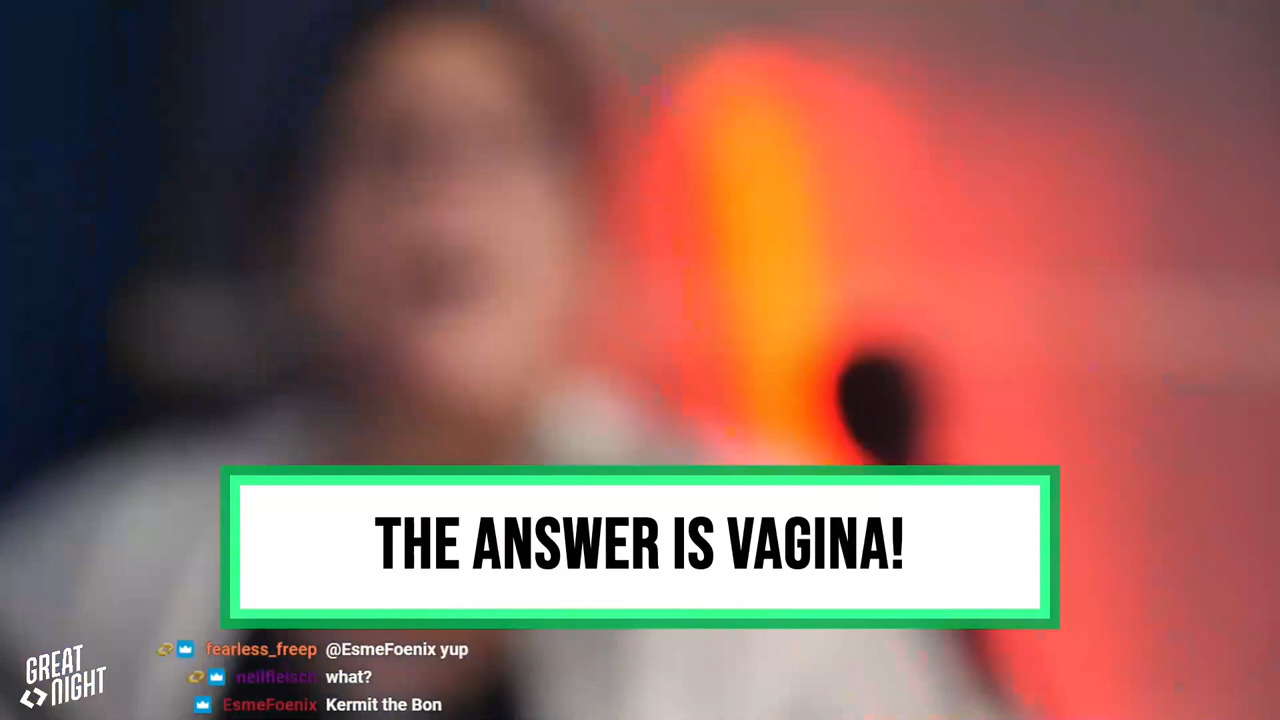 THE ANSWER IS VAGINA!
fearless_freep @EsmeFoenix yup
neilfleisch what?
EsmeFoenix Kermit the Bon
GREAT
NIGHT